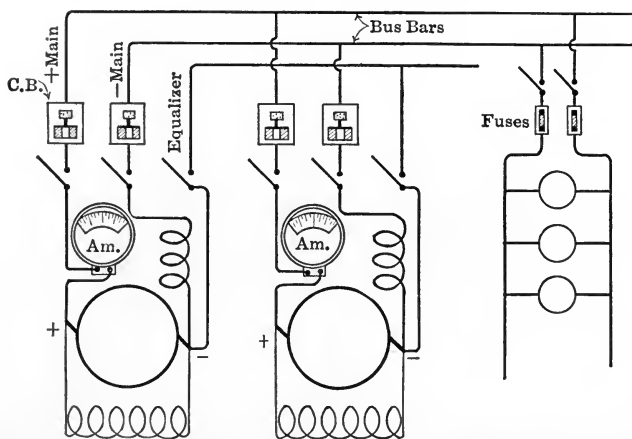 Bus Bars
+Main
−Main
C.B.
Equalizer
Fuses
Am.
Am.
+
−
+
−